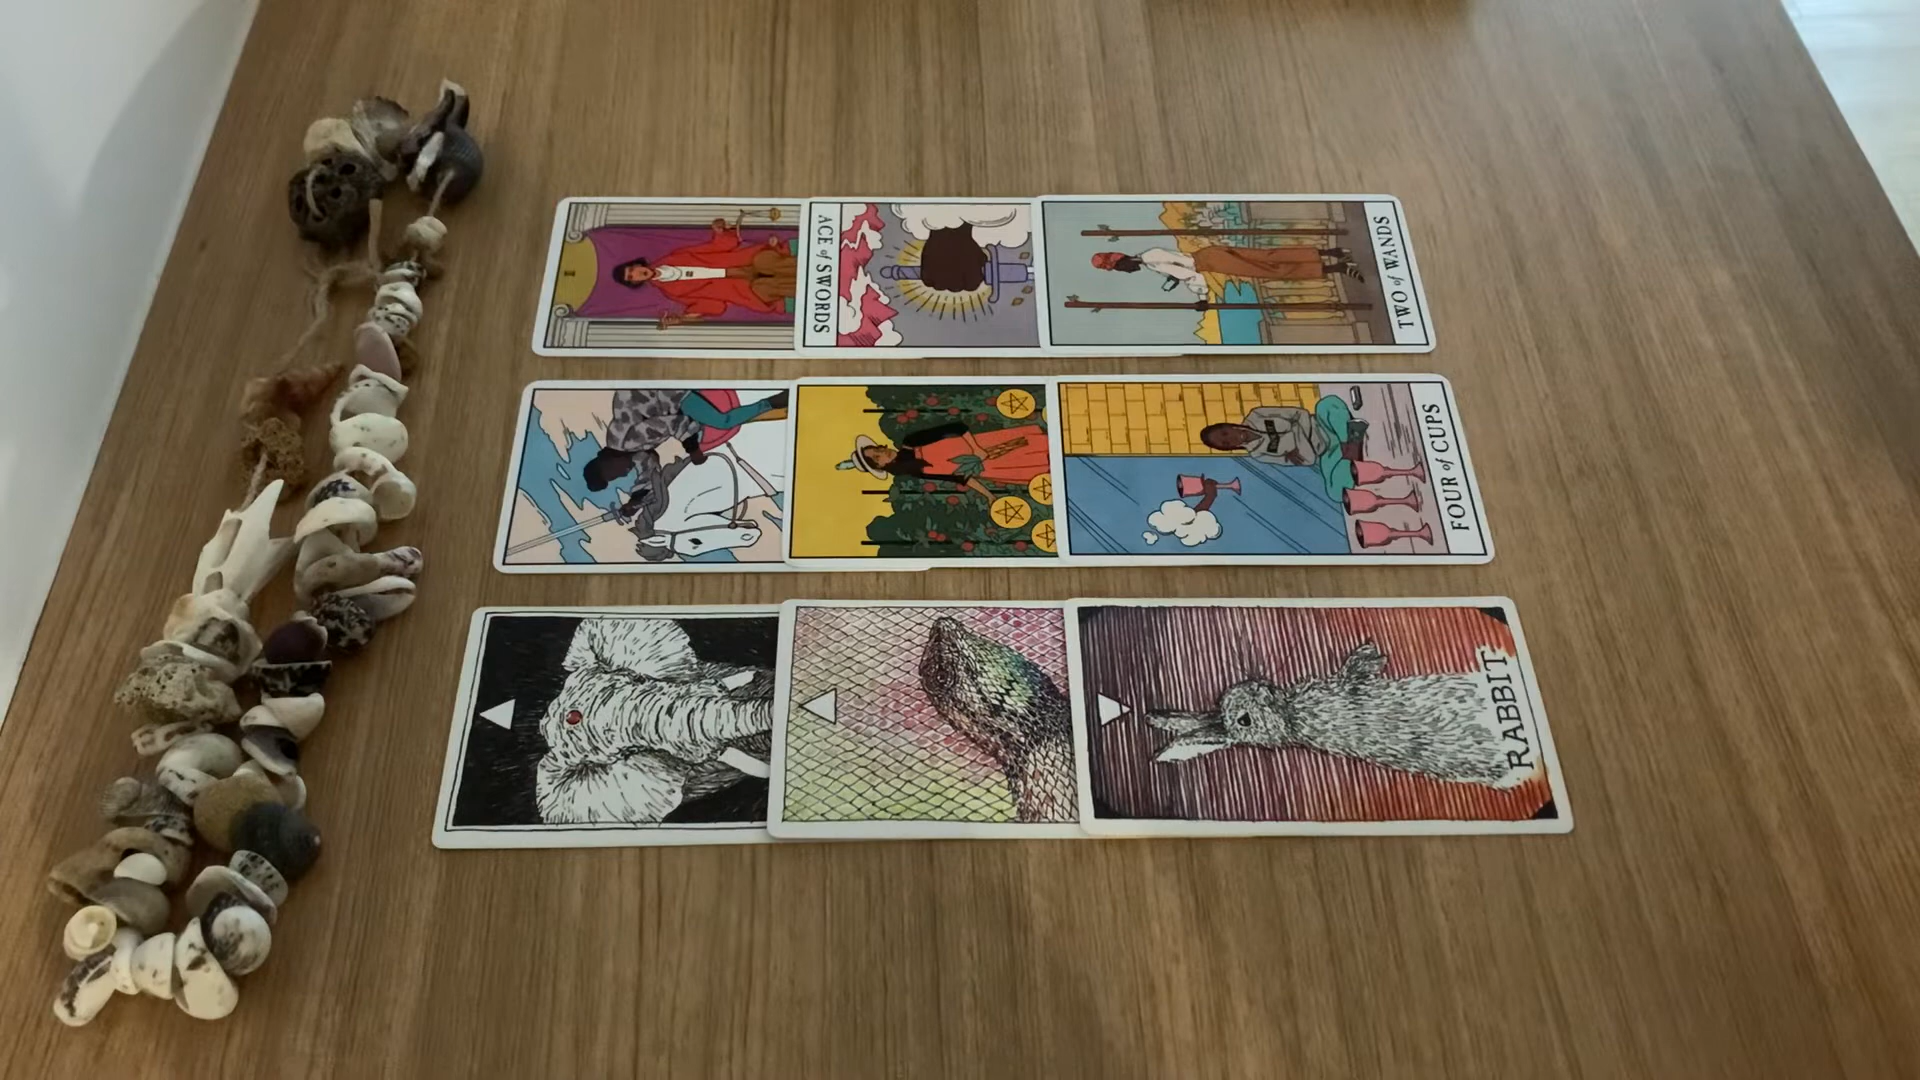 ACE of SWORDS
TWO of WANDS
FOUR of CUPS
RABBIT